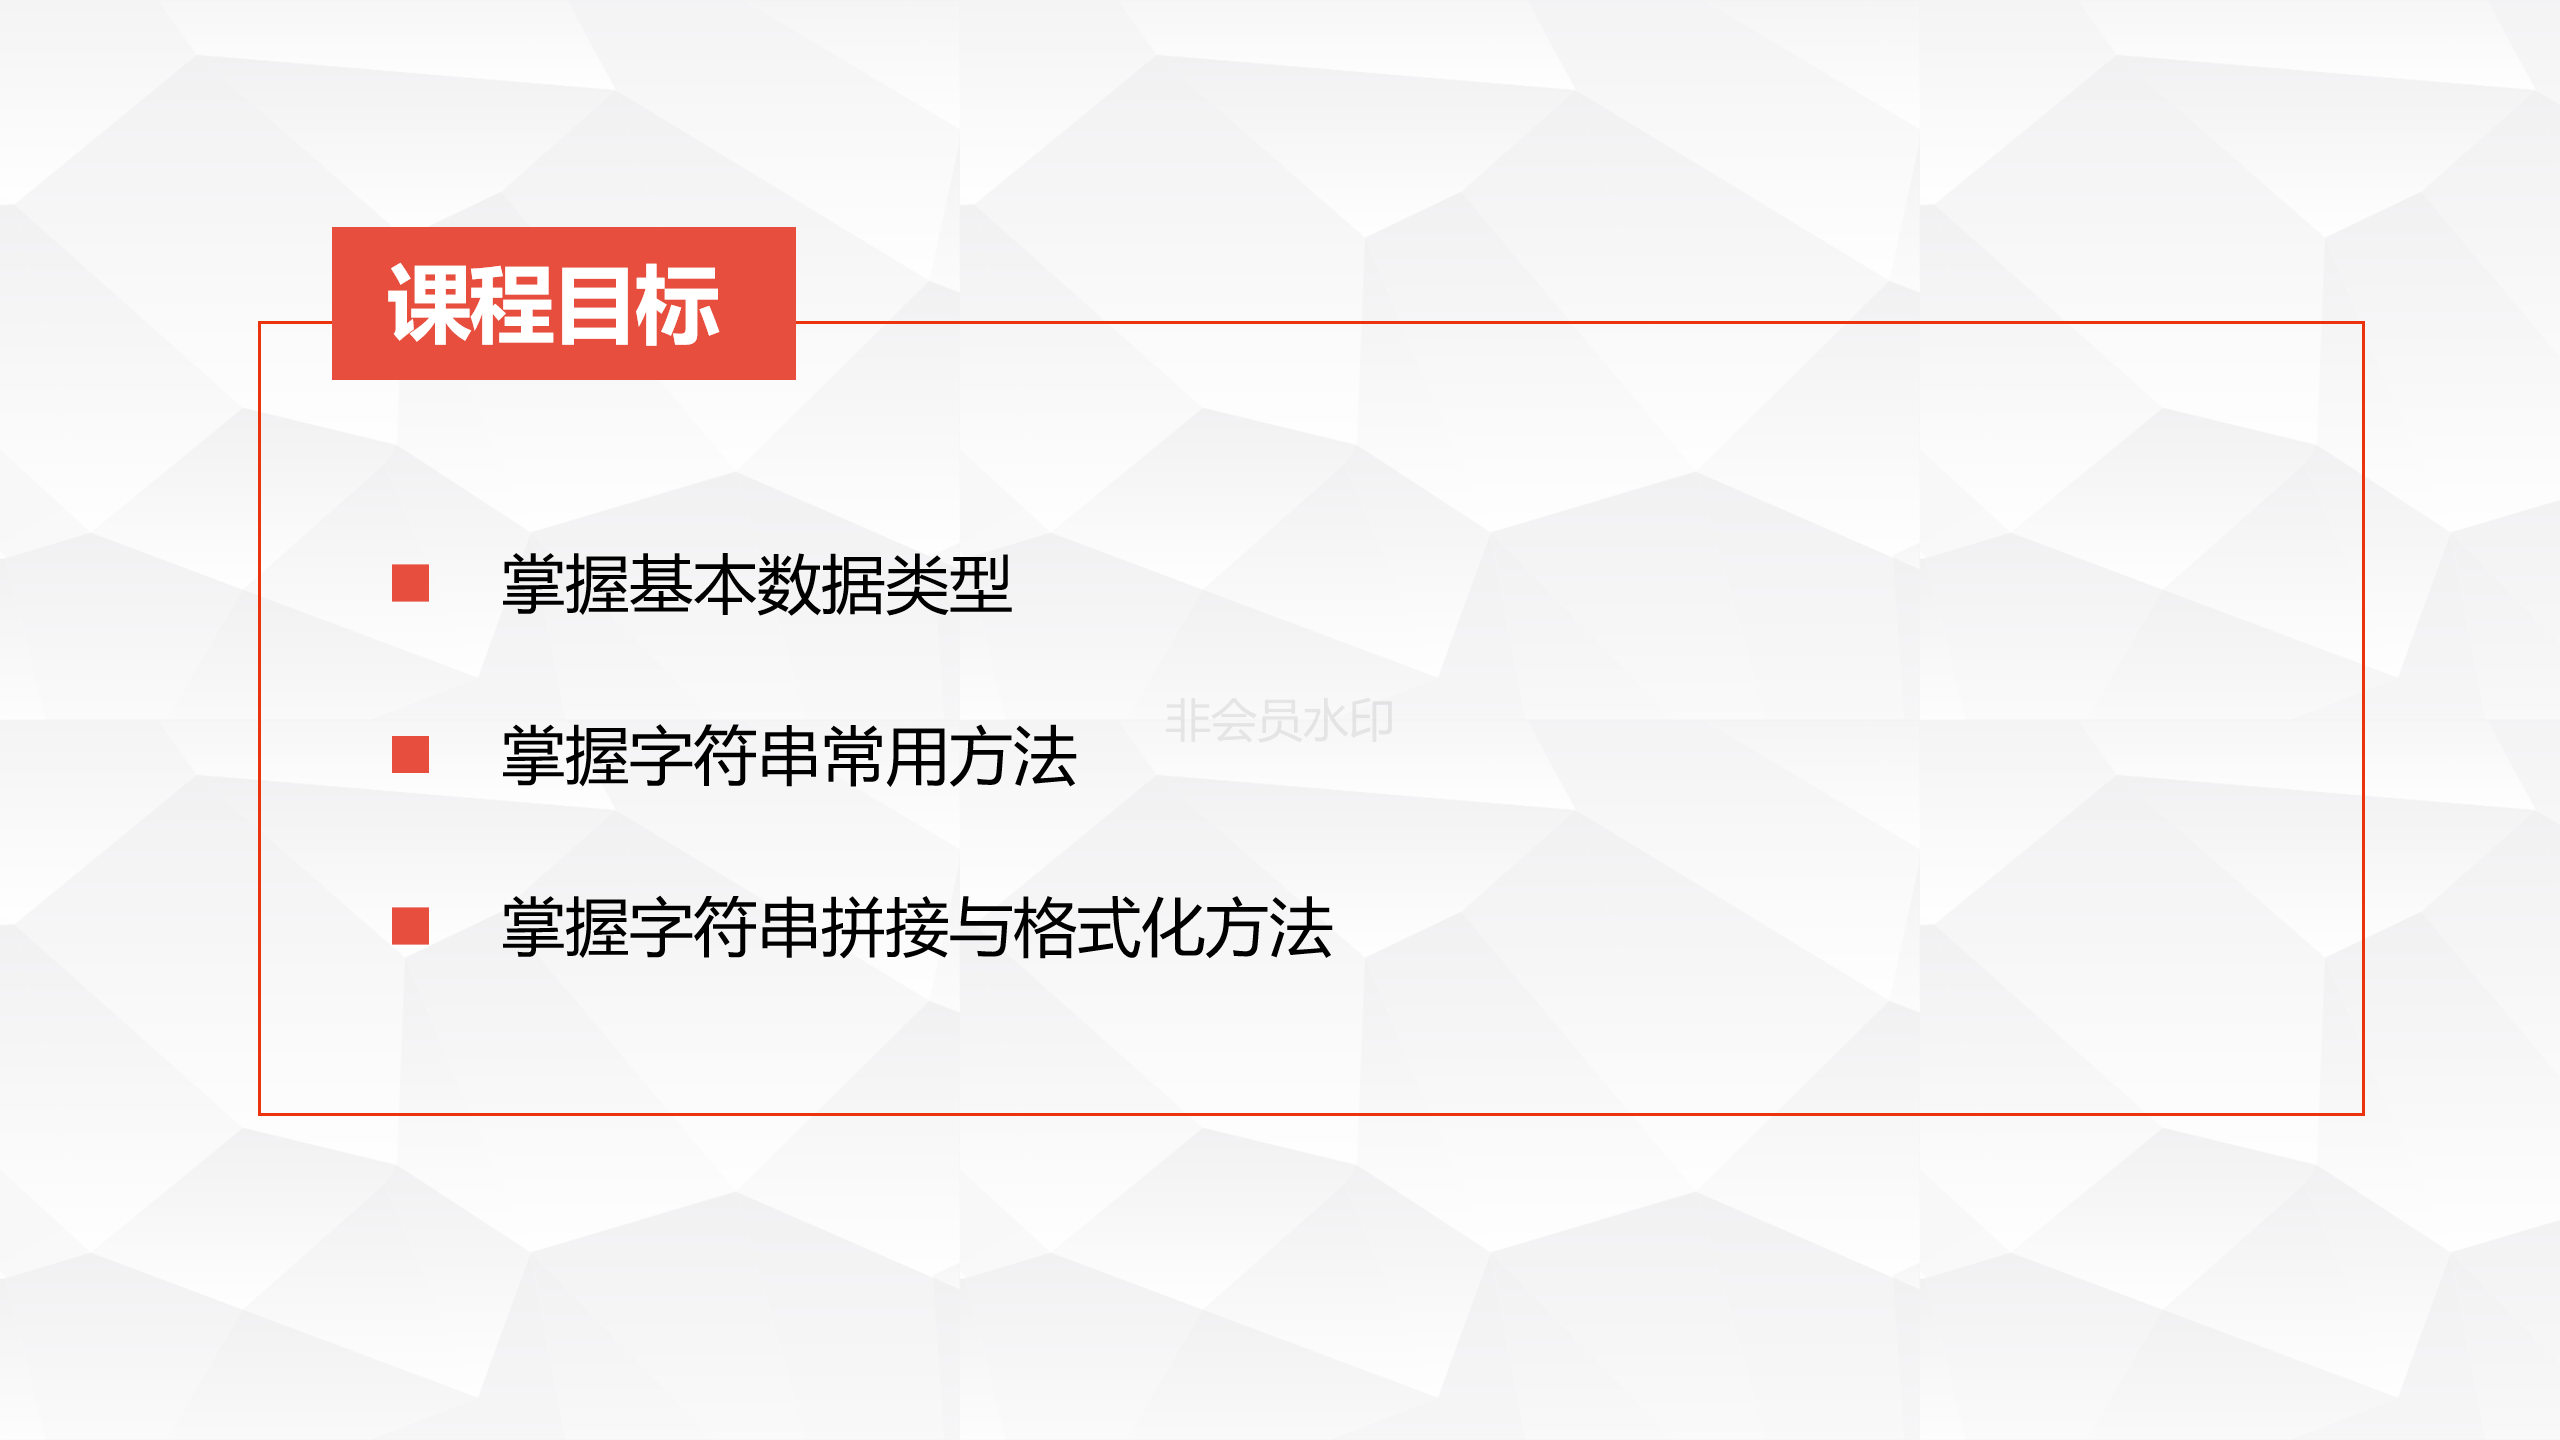 课程目标
掌握基本数据类型
非会员水印
掌握字符串常用方法
掌握字符串拼接与格式化方法